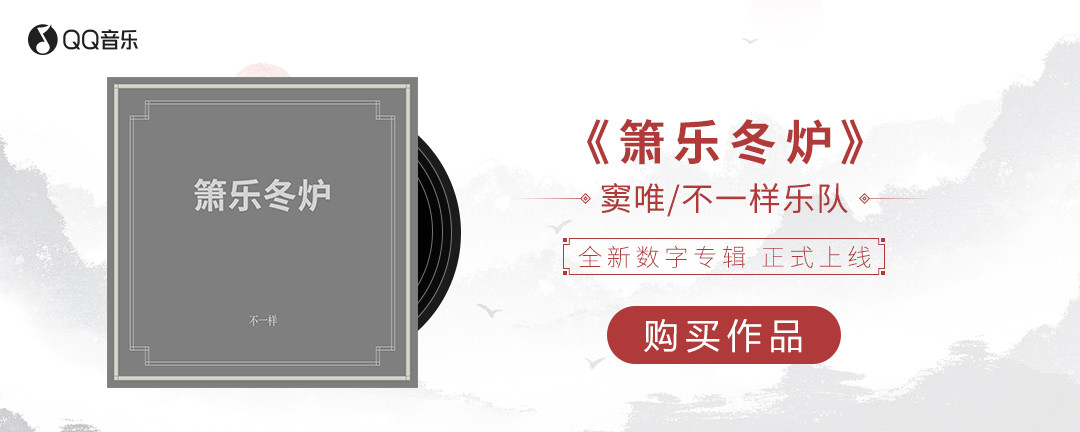 QQ音乐
箫乐冬炉
不一样
《箫乐冬炉》
窦唯/不一样乐队
全新数字专辑 正式上线
购买作品